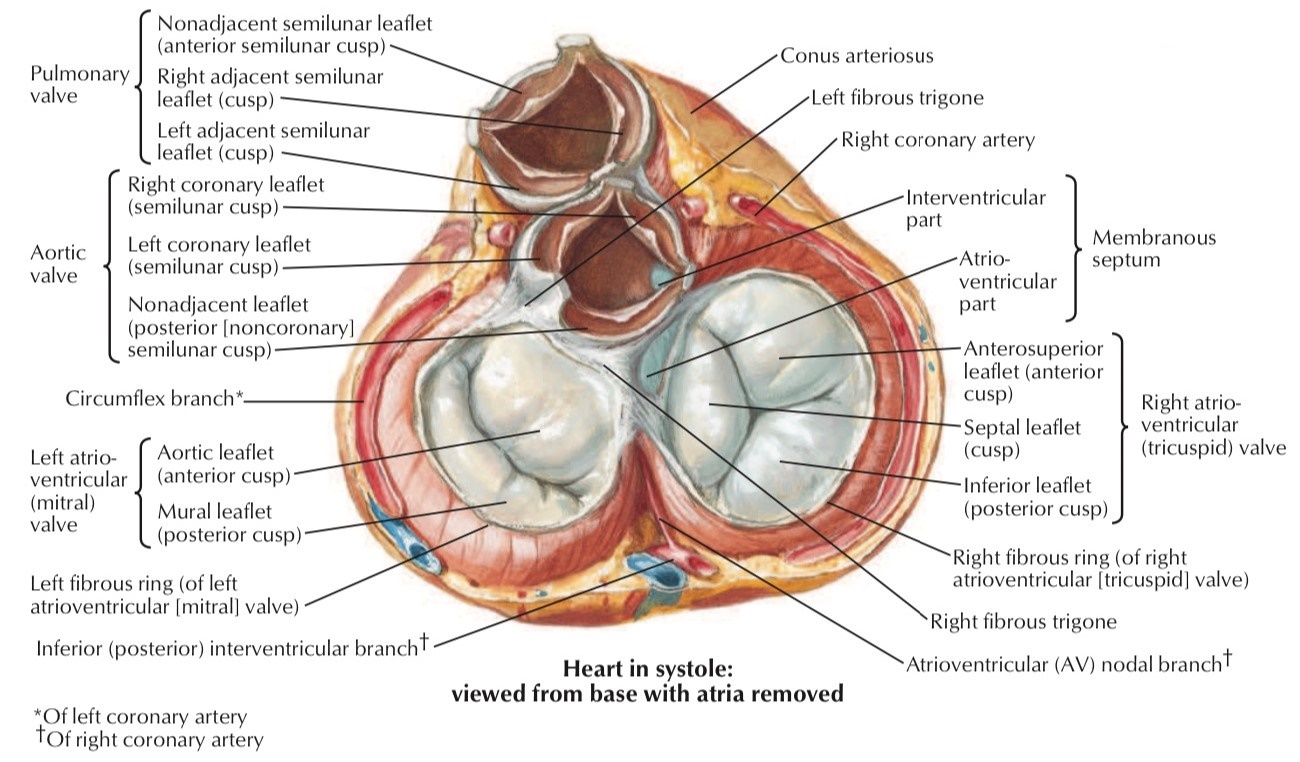 Pulmonary
valve
Nonadjacent semilunar leaflet
(anterior semilunar cusp)
Right adjacent semilunar
leaflet (cusp)
Left adjacent semilunar
leaflet (cusp)
Aortic
valve
Right coronary leaflet
(semilunar cusp)
Left coronary leaflet
(semilunar cusp)
Nonadjacent leaflet
(posterior [noncoronary]
semilunar cusp)
Circumflex branch*
Left atrio-
ventricular
(mitral)
valve
Aortic leaflet
(anterior cusp)
Mural leaflet
(posterior cusp)
Left fibrous ring (of left
atrioventricular [mitral] valve)
Inferior (posterior) interventricular branch†
Conus arteriosus
Left fibrous trigone
Right coronary artery
Interventricular
part
Atrio-
ventricular
part
Membranous
septum
Anterosuperior
leaflet (anterior
cusp)
Septal leaflet
(cusp)
Inferior leaflet
(posterior cusp)
Right atrio-
ventricular
(tricuspid) valve
Right fibrous ring (of right
atrioventricular [tricuspid] valve)
Right fibrous trigone
Atrioventricular (AV) nodal branch†
Heart in systole:
viewed from base with atria removed
*Of left coronary artery
†Of right coronary artery